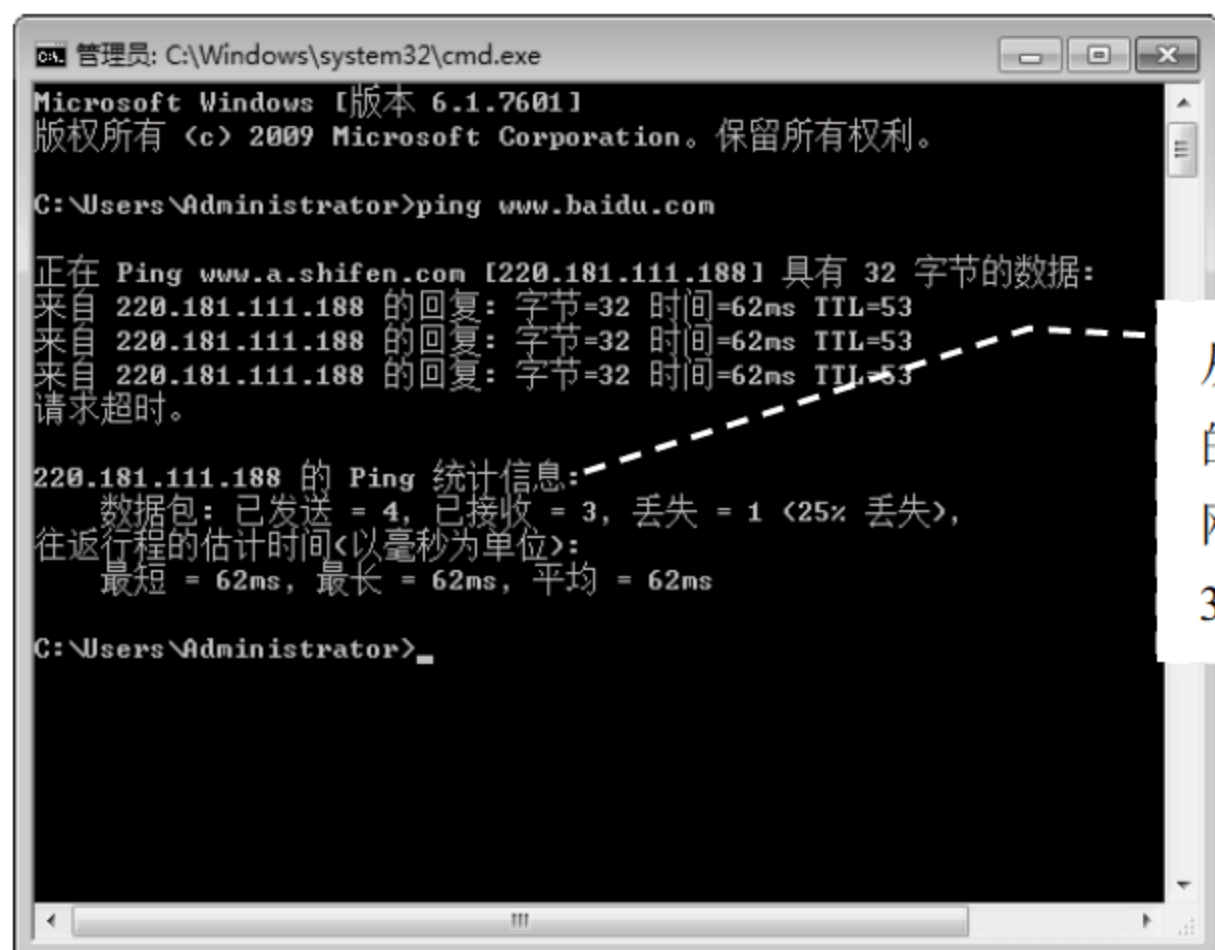 管理员: C:\Windows\system32\cmd.exe
Microsoft Windows [版本 6.1.7601]
版权所有 (c) 2009 Microsoft Corporation。保留所有权利。
C:\Users\Administrator>ping www.baidu.com
正在 Ping www.a.shifen.com [220.181.111.188] 具有 32 字节的数据:
来自 220.181.111.188 的回复: 字节=32 时间=62ms TTL=53
来自 220.181.111.188 的回复: 字节=32 时间=62ms TTL=53
来自 220.181.111.188 的回复: 字节=32 时间=62ms TTL=53
请求超时。
220.181.111.188 的 Ping 统计信息:
数据包: 已发送 = 4, 已接收 = 3, 丢失 = 1 (25% 丢失),
往返行程的估计时间(以毫秒为单位):
最短 = 62ms, 最长 = 62ms, 平均 = 62ms
C:\Users\Administrator>_